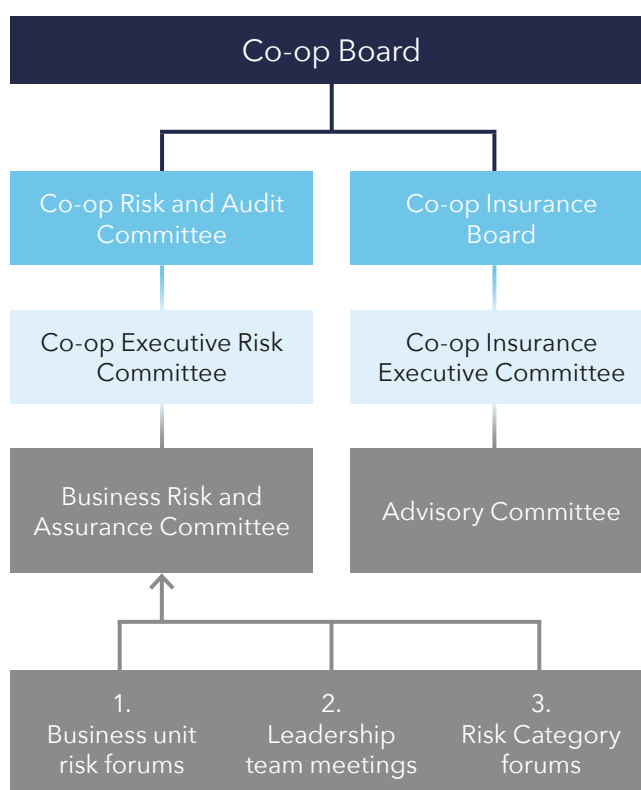 Co-op Board
Co-op Risk and Audit
Committee
Co-op Insurance
Board
Co-op Executive Risk
Committee
Co-op Insurance
Executive Committee
Business Risk and
Assurance Committee
Advisory Committee
1.
Business unit
risk forums
2.
Leadership
team meetings
3.
Risk Category
forums